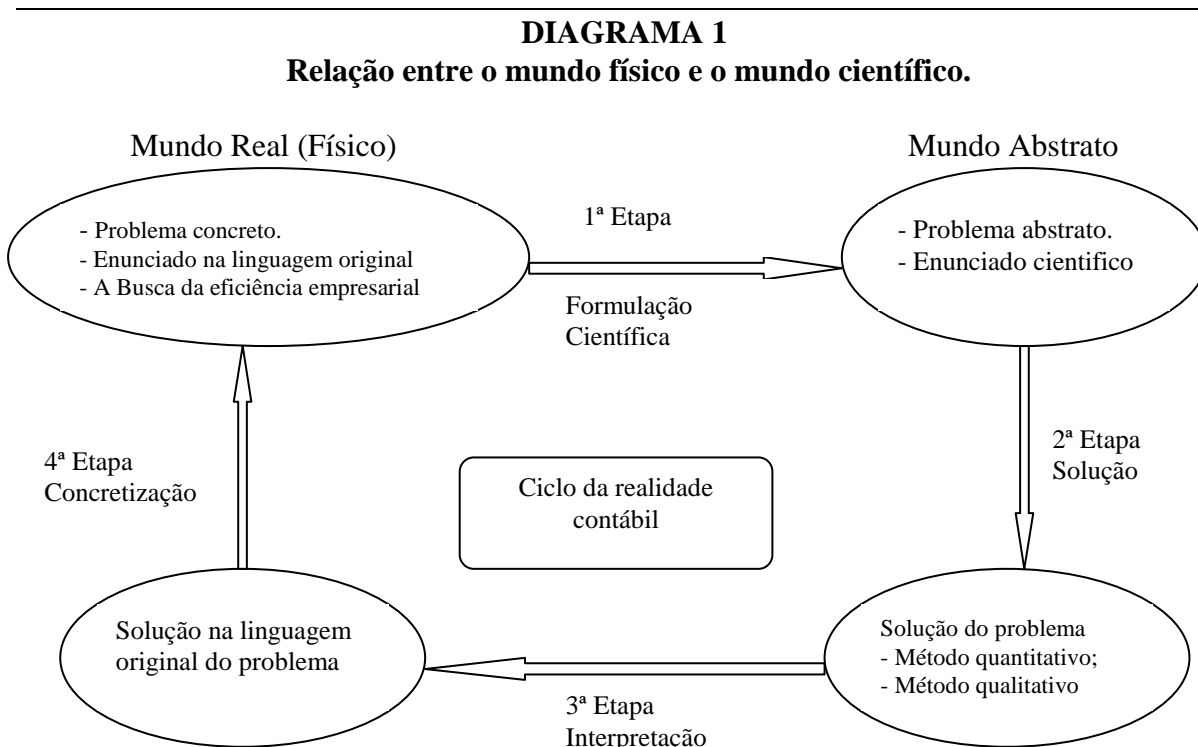 DIAGRAMA 1
Relação entre o mundo físico e o mundo científico.
Mundo Real (Físico)
- Problema concreto.
- Enunciado na linguagem original
- A Busca da eficiência empresarial
1ª Etapa
Formulação
Científica
Mundo Abstrato
- Problema abstrato.
- Enunciado cientifico
2ª Etapa
Solução
Solução do problema
- Método quantitativo;
- Método qualitativo
3ª Etapa
Interpretação
Solução na linguagem
original do problema
4ª Etapa
Concretização
Ciclo da realidade
contábil